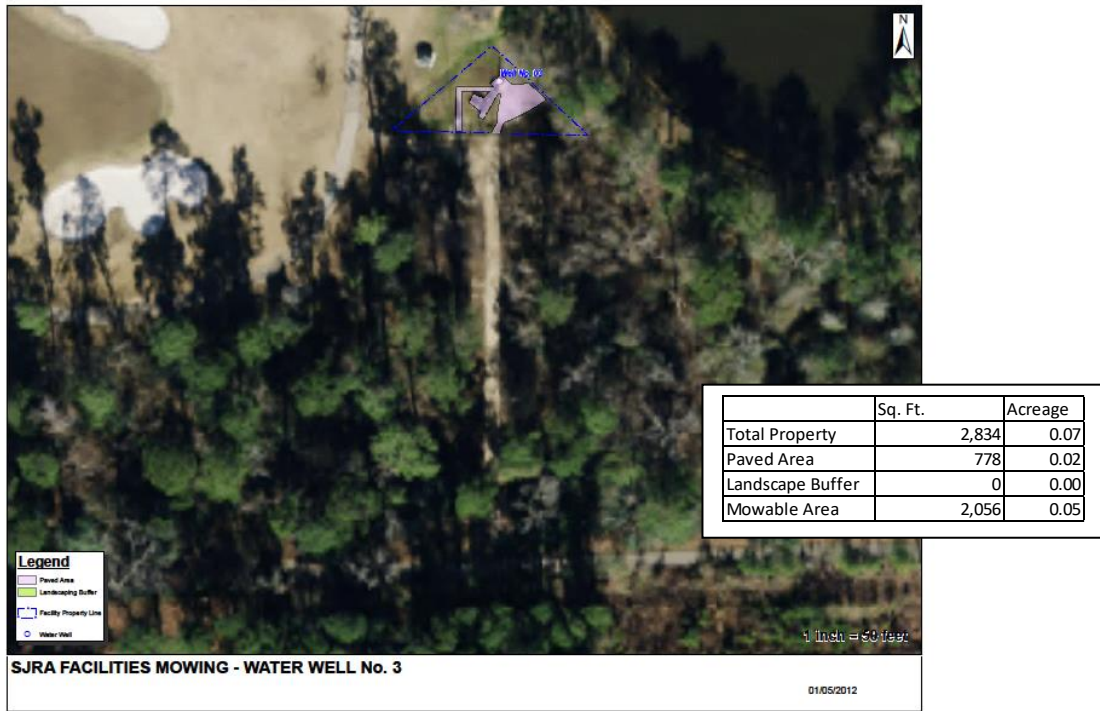 N
Well No. 03
Sq. Ft. Acreage
Total Property 2,834 0.07
Paved Area 778 0.02
Landscape Buffer 0 0.00
Mowable Area 2,056 0.05
Legend
Paved Area
Landscaping Buffer
Facility Property Line
Water Well
1 inch = 50 feet
SJRA FACILITIES MOWING - WATER WELL No. 3
01/05/2012